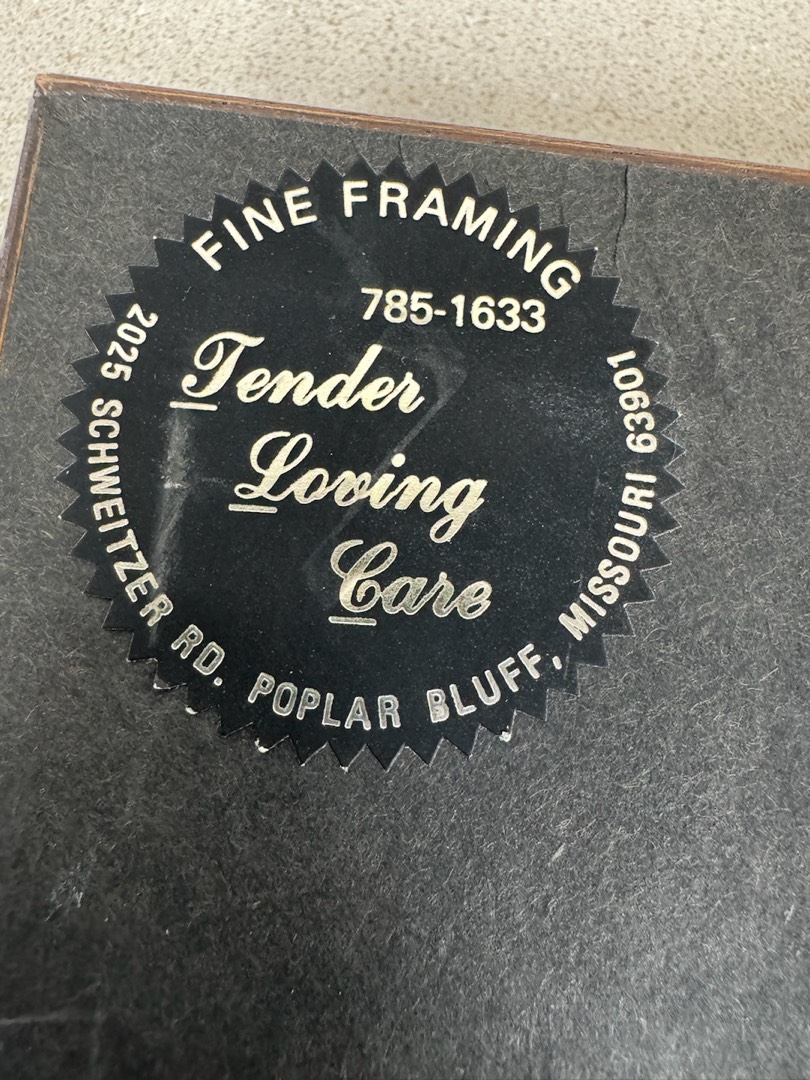 FINE FRAMING
785-1633
Tender
Loving
Care
2025 SCHWEITZER RD. POPLAR BLUFF, MISSOURI 63901